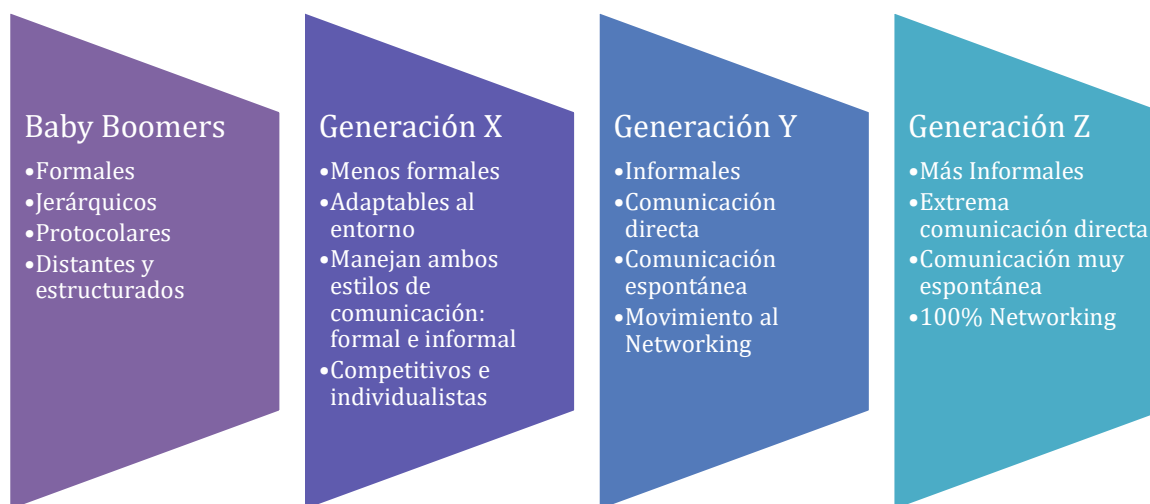 Baby Boomers
•Formales
•Jerárquicos
•Protocolares
•Distantes y
estructurados
Generación X
•Menos formales
•Adaptables al
entorno
•Manejan ambos
estilos de
comunicación:
formal e informal
•Competitivos e
individualistas
Generación Y
•Informales
•Comunicación
directa
•Comunicación
espontánea
•Movimiento al
Networking
Generación Z
•Más Informales
•Extrema
comunicación directa
•Comunicación muy
espontánea
•100% Networking